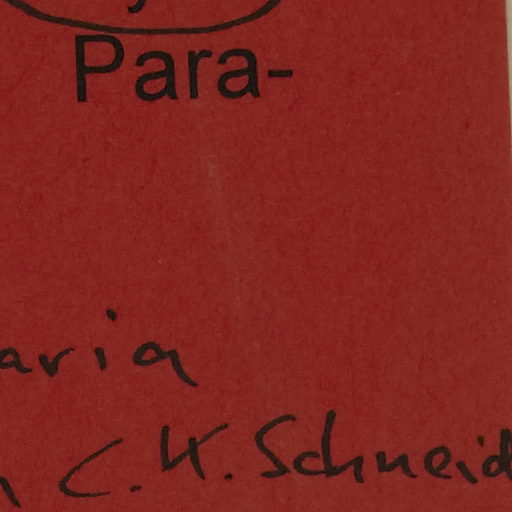 Para-
aria
C.K. Schneid